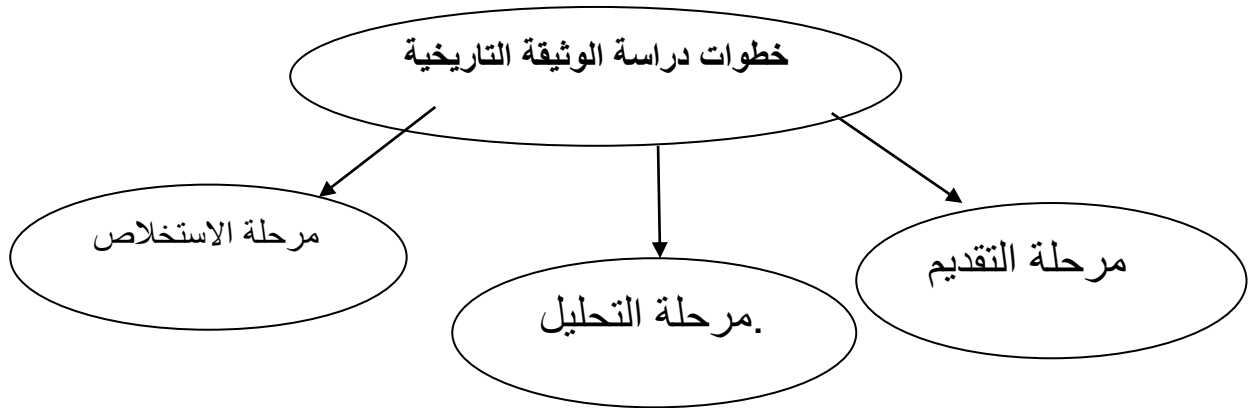 خطوات دراسة الوثيقة التاريخية
مرحلة التقديم
مرحلة التحليل.
مرحلة الاستخلاص